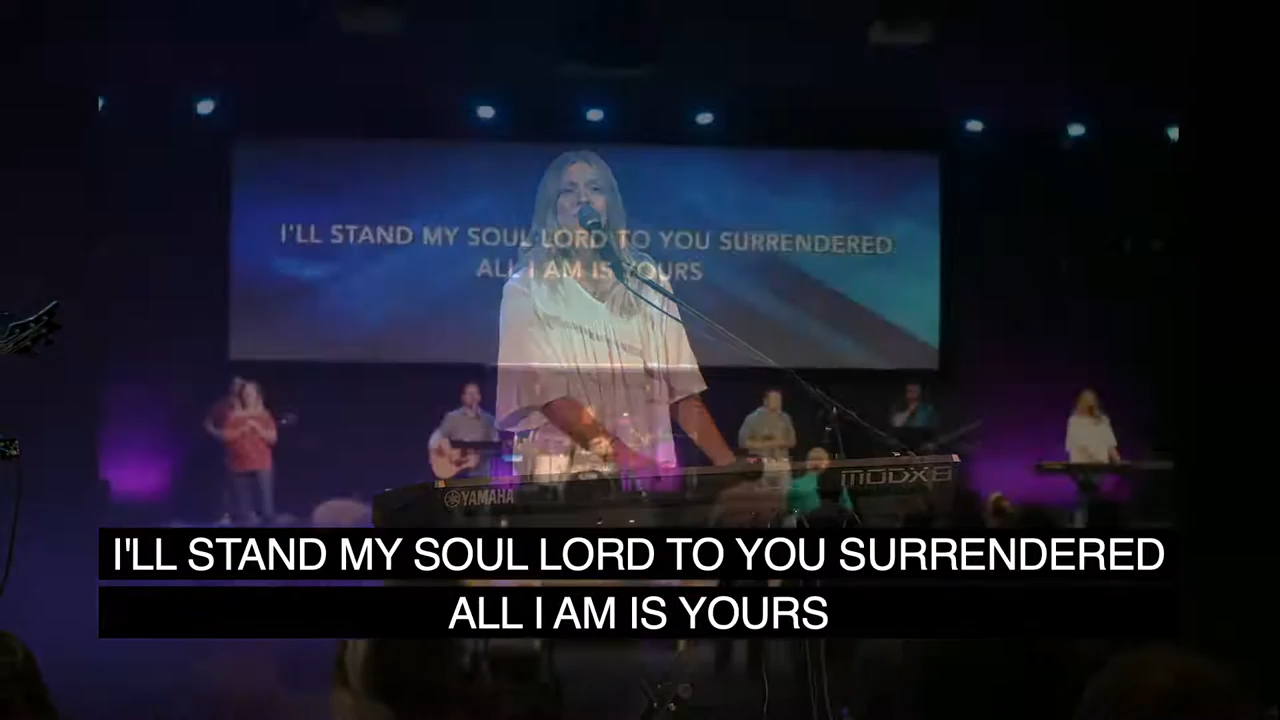 I'LL STAND MY SOUL LORD TO YOU SURRENDERED
ALL I AM IS YOURS
YAMAHA
MODX8
I'LL STAND MY SOUL LORD TO YOU SURRENDERED
ALL I AM IS YOURS